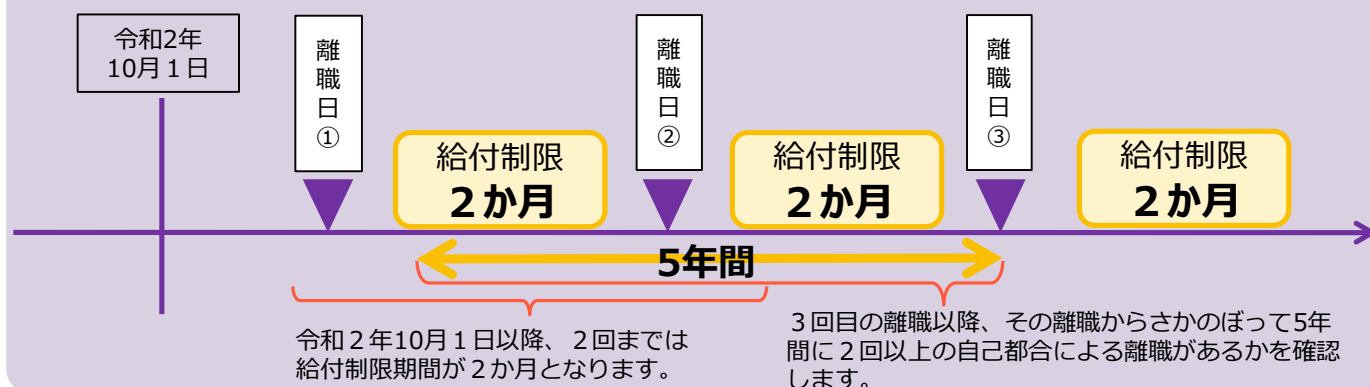 令和2年
10月１日
離職日①
離職日②
離職日③
給付制限
２か月
給付制限
２か月
給付制限
２か月
5年間
令和２年10月１日以降、２回までは
給付制限期間が２か月となります。
３回目の離職以降、その離職からさかのぼって5年
間に２回以上の自己都合による離職があるかを確認
します。